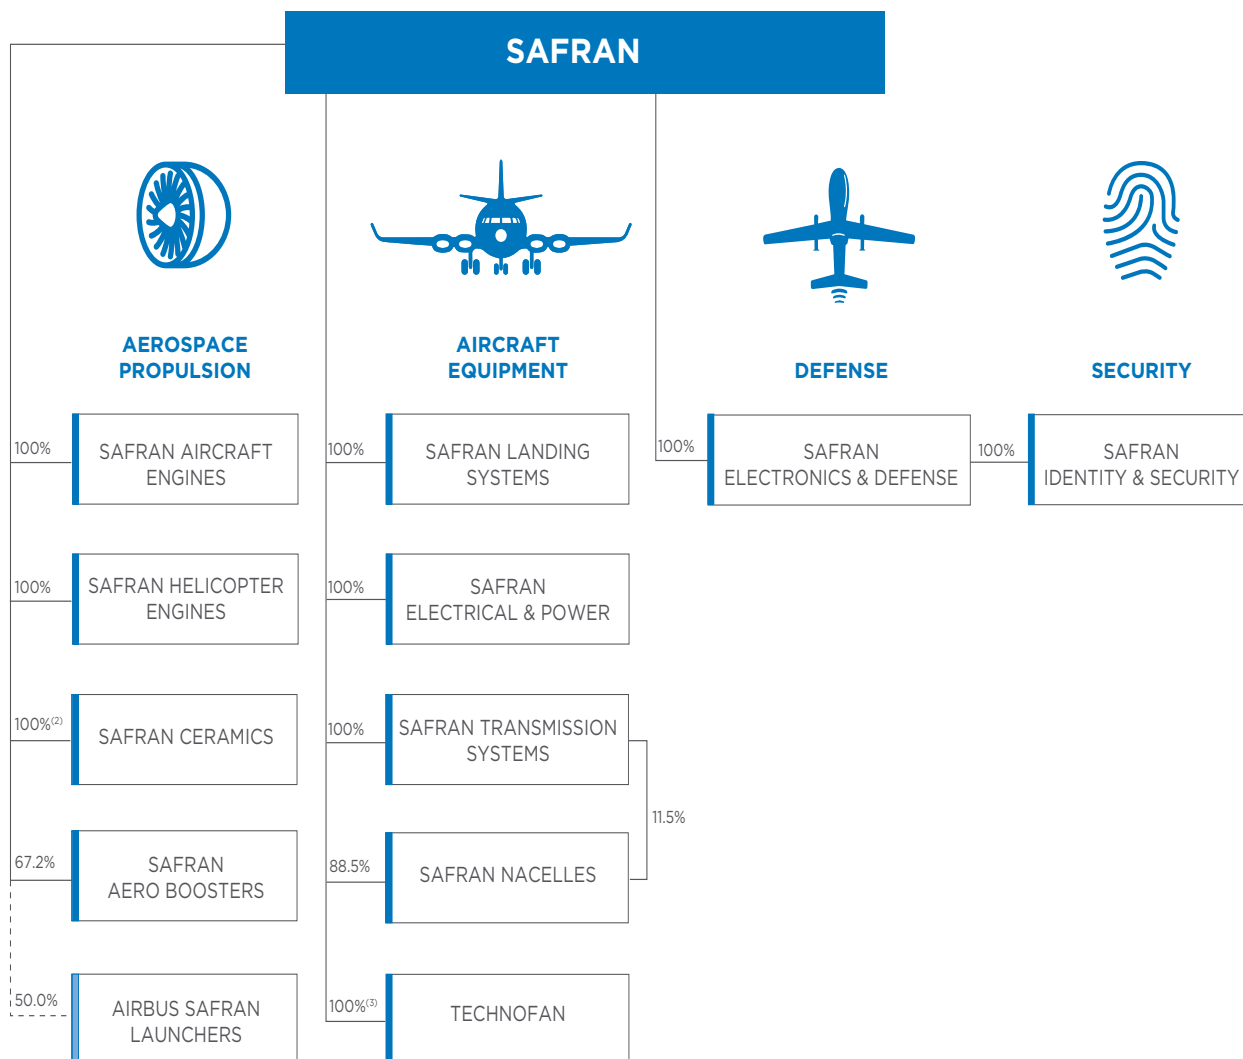 SAFRAN
AEROSPACE
PROPULSION
100%
SAFRAN AIRCRAFT
ENGINES
100%
SAFRAN HELICOPTER
ENGINES
100%(2)
SAFRAN CERAMICS
67.2%
SAFRAN
AERO BOOSTERS
50.0%
AIRBUS SAFRAN
LAUNCHERS
AIRCRAFT
EQUIPMENT
100%
SAFRAN LANDING
SYSTEMS
100%
SAFRAN
ELECTRICAL & POWER
100%
SAFRAN TRANSMISSION
SYSTEMS
11.5%
88.5%
SAFRAN NACELLES
100%(3)
TECHNOFAN
DEFENSE
100%
SAFRAN
ELECTRONICS & DEFENSE
SECURITY
100%
SAFRAN
IDENTITY & SECURITY